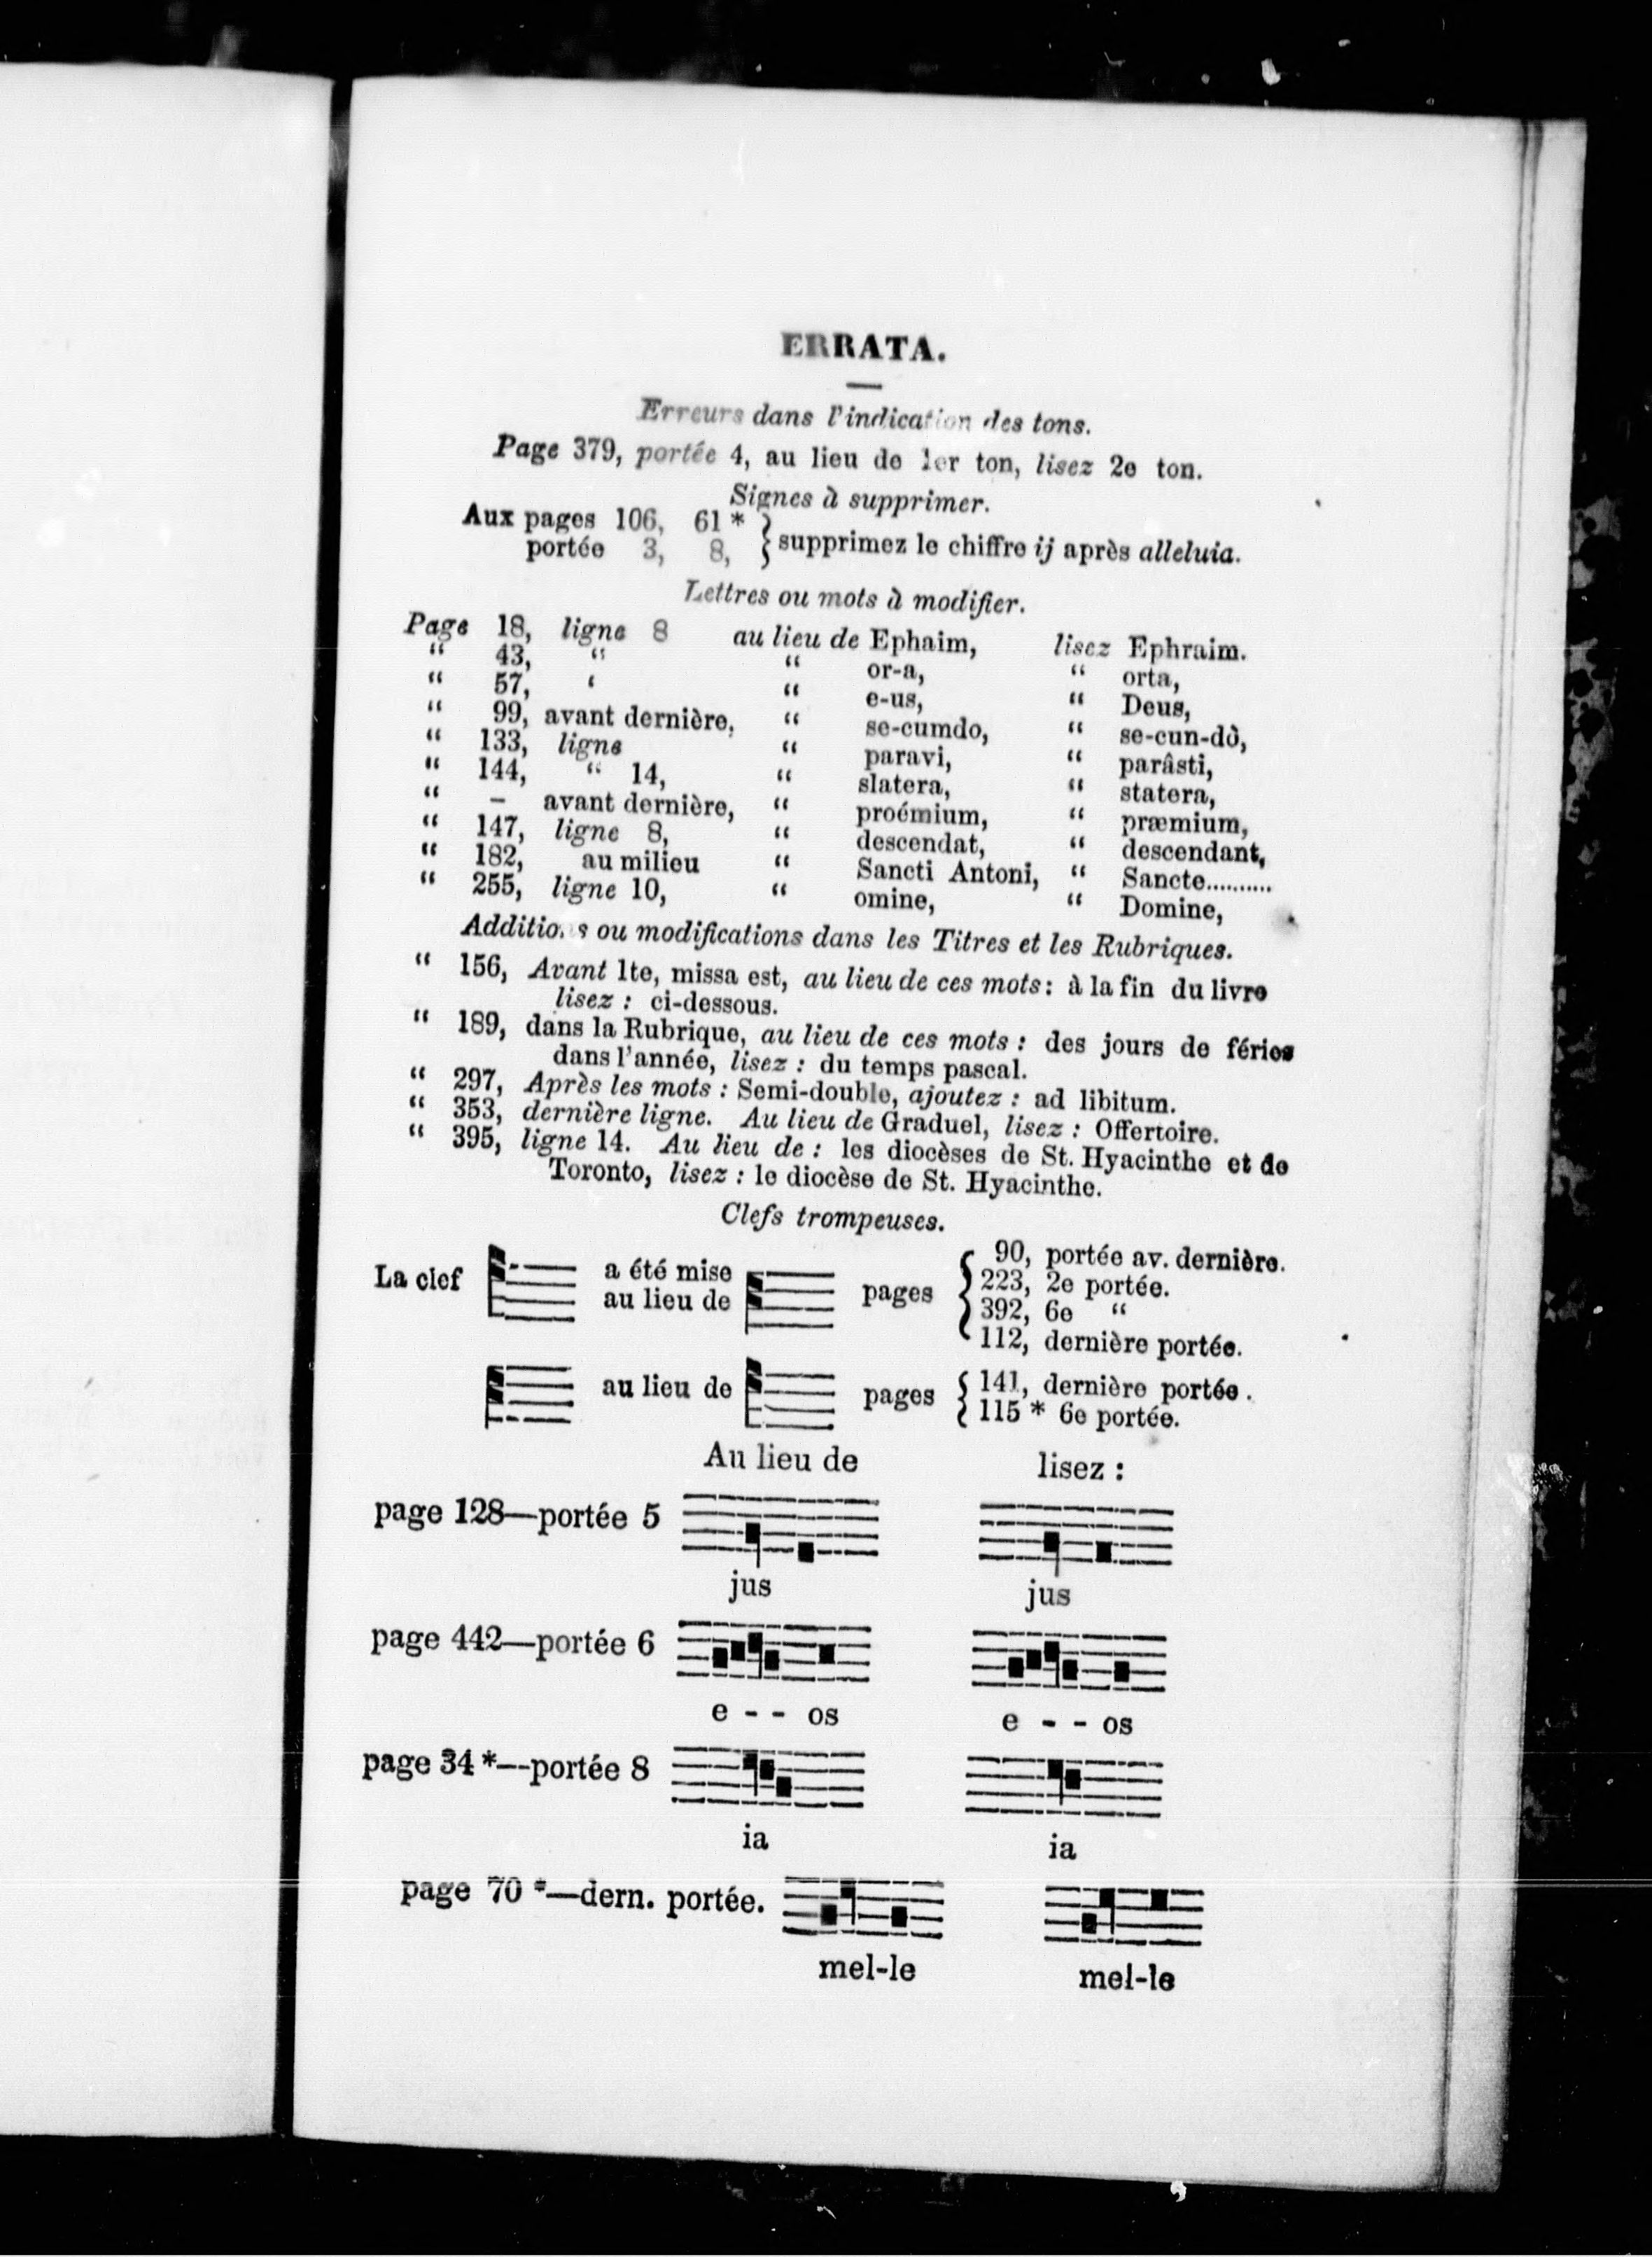 ERRATA.
Erreurs dans l'indication des tons.
Page 379, portée 4, au lieu de 1er ton, lisez 2e ton.
Signes à supprimer.
Aux pages 106, 61 * } supprimez le chiffre ij après alleluia.
portée 3, 8,
Lettres ou mots à modifier.
Page 18, ligne 8 au lieu de Ephaim, lisez Ephraim.
“ 43, “ “ or-a, “ orta,
“ 57, ‘ “ e-us, “ Deus,
“ 99, avant dernière, “ se-cumdo, “ se-cun-dò,
“ 133, ligne “ paravi, “ parâsti,
“ 144, “ 14, “ slatera, “ statera,
“ – avant dernière, “ proémium, “ præmium,
“ 147, ligne 8, “ descendat, “ descendant,
“ 182, au milieu “ Sancti Antoni, “ Sancte..........
“ 255, ligne 10, “ omine, “ Domine,
Additions ou modifications dans les Titres et les Rubriques.
“ 156, Avant Ite, missa est, au lieu de ces mots : à la fin du livre
lisez : ci-dessous.
“ 189, dans la Rubrique, au lieu de ces mots : des jours de féries
dans l'année, lisez : du temps pascal.
“ 297, Après les mots : Semi-double, ajoutez : ad libitum.
“ 353, dernière ligne. Au lieu de Graduel, lisez : Offertoire.
“ 395, ligne 14. Au lieu de : les diocèses de St. Hyacinthe et de
Toronto, lisez : le diocèse de St. Hyacinthe.
Clefs trompeuses.
La clef a été mise au lieu de pages { 90, portée av. dernière.
223, 2e portée.
392, 6e “
112, dernière portée.
au lieu de pages { 141, dernière portée.
115 * 6e portée.
Au lieu de lisez :
page 128—portée 5
jus jus
page 442—portée 6
e - - os e - - os
page 34 *—portée 8
ia ia
page 70 *—dern. portée.
mel-le mel-le